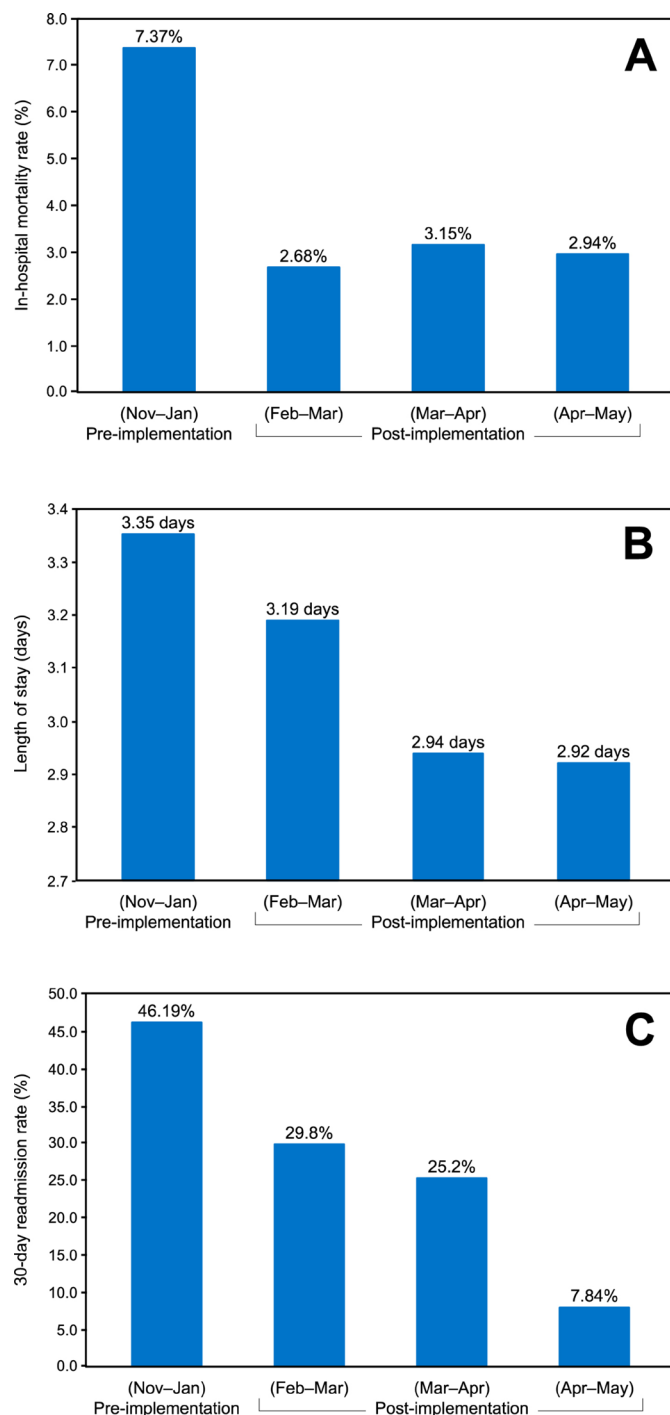 A
In-hospital mortality rate (%)
8.0
7.0
6.0
5.0
4.0
3.0
2.0
1.0
0.0
7.37%
2.68%
3.15%
2.94%
(Nov–Jan) (Feb–Mar) (Mar–Apr) (Apr–May)
Pre-implementation Post-implementation
B
Length of stay (days)
3.4
3.3
3.2
3.1
3.0
2.9
2.8
2.7
3.35 days
3.19 days
2.94 days
2.92 days
(Nov–Jan) (Feb–Mar) (Mar–Apr) (Apr–May)
Pre-implementation Post-implementation
C
30-day readmission rate (%)
50.0
45.0
40.0
35.0
30.0
25.0
20.0
15.0
10.0
5.0
0.0
46.19%
29.8%
25.2%
7.84%
(Nov–Jan) (Feb–Mar) (Mar–Apr) (Apr–May)
Pre-implementation Post-implementation